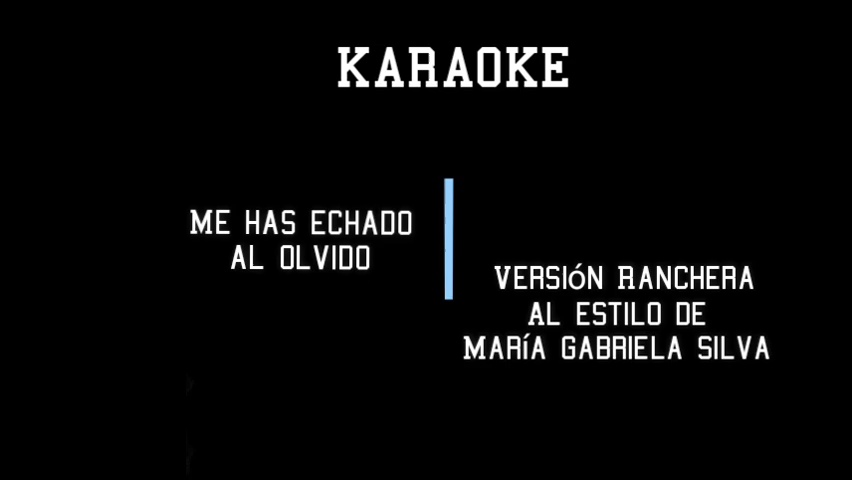 KARAOKE
ME HAS ECHADO
AL OLVIDO
VERSIÓN RANCHERA
AL ESTILO DE
MARÍA GABRIELA SILVA